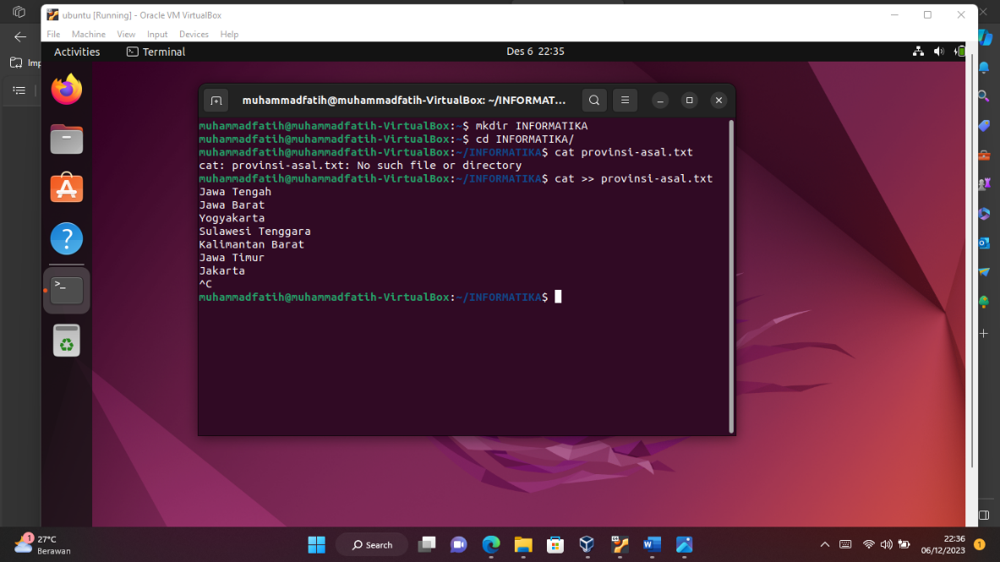 ubuntu [Running] - Oracle VM VirtualBox
File Machine View Input Devices Help
Imp
Activities Terminal Des 6 22:35
muhammadfatih@muhammadfatih-VirtualBox: ~/INFORMAT...
muhammadfatih@muhammadfatih-VirtualBox:~$ mkdir INFORMATIKA
muhammadfatih@muhammadfatih-VirtualBox:~$ cd INFORMATIKA/
muhammadfatih@muhammadfatih-VirtualBox:~/INFORMATIKA$ cat provinsi-asal.txt
cat: provinsi-asal.txt: No such file or directory
muhammadfatih@muhammadfatih-VirtualBox:~/INFORMATIKA$ cat >> provinsi-asal.txt
Jawa Tengah
Jawa Barat
Yogyakarta
Sulawesi Tenggara
Kalimantan Barat
Jawa Timur
Jakarta
^C
muhammadfatih@muhammadfatih-VirtualBox:~/INFORMATIKA$
1
27°C
Berawan
Search
22:36
06/12/2023
1